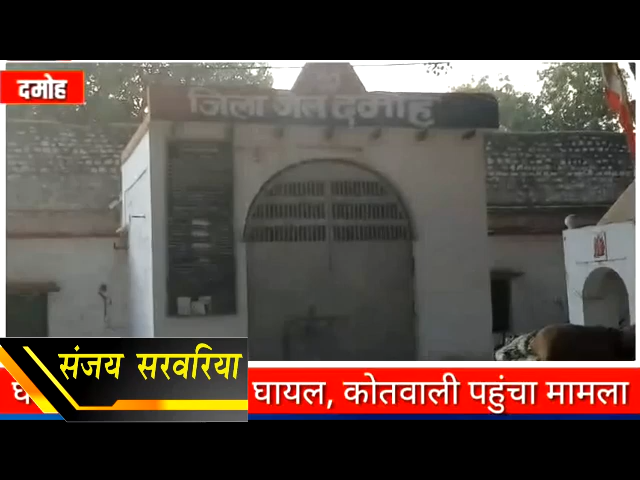 दमोह
जिला जेल दमोह
संजय सरवरिया
घायल, कोतवाली पहुंचा मामला